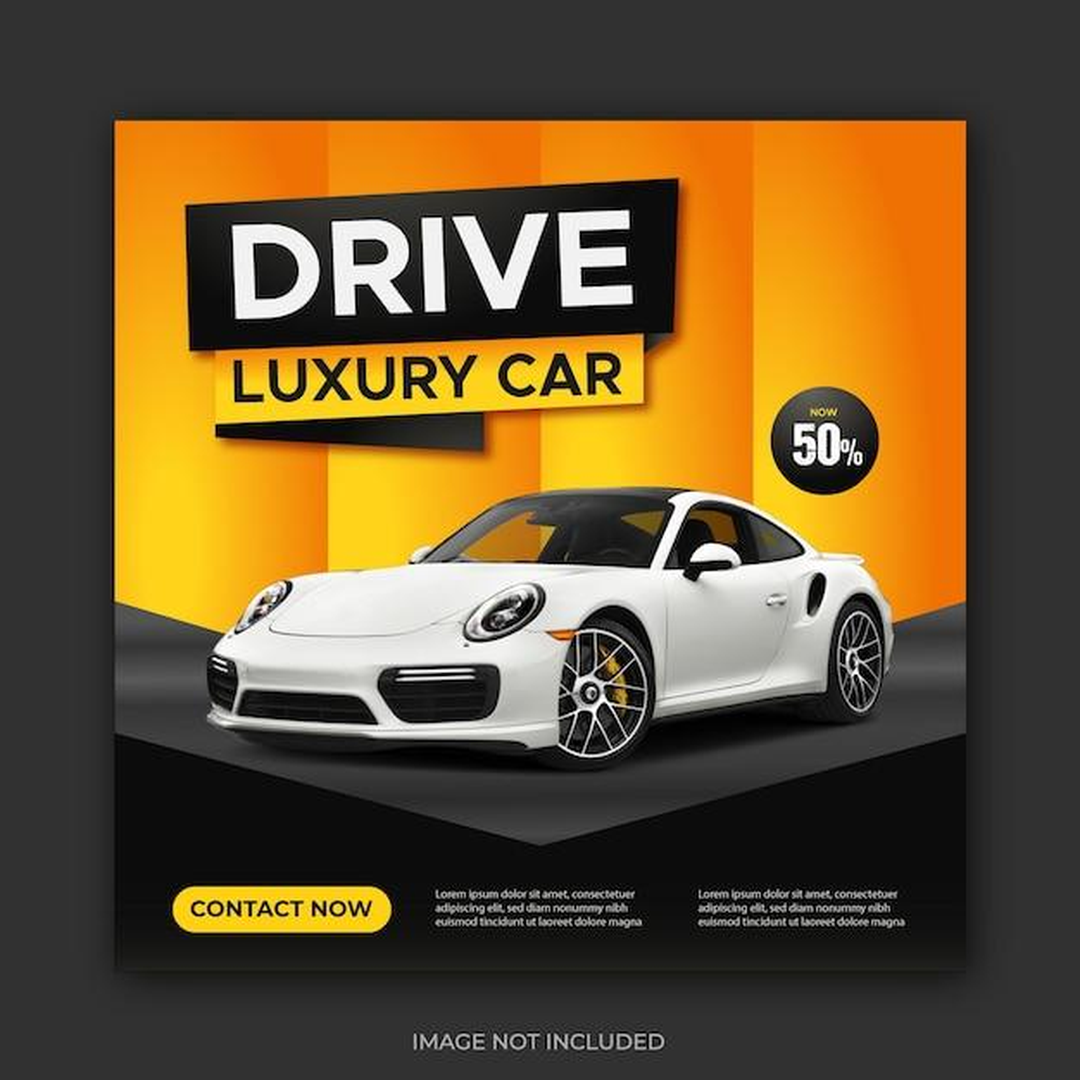 DRIVE
LUXURY CAR
NOW
50%
CONTACT NOW
Lorem ipsum dolor sit amet, consectetuer
adipiscing elit, sed diam nonummy nibh
euismod tincidunt ut laoreet dolore magna
Lorem ipsum dolor sit amet, consectetuer
adipiscing elit, sed diam nonummy nibh
euismod tincidunt ut laoreet dolore magna
IMAGE NOT INCLUDED